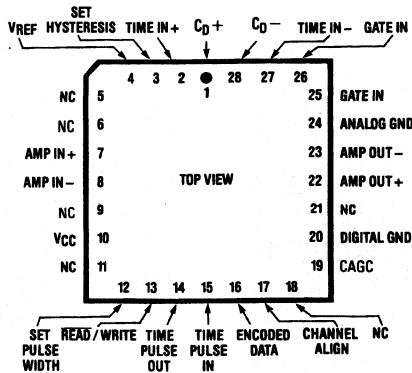 SET
VREF HYSTERESIS TIME IN+ CD+ CD− TIME IN− GATE IN
4 3 2 1 28 27 26
NC 5 25 GATE IN
NC 6 24 ANALOG GND
AMP IN+ 7 23 AMP OUT−
AMP IN− 8 TOP VIEW 22 AMP OUT+
NC 9 21 NC
VCC 10 20 DIGITAL GND
NC 11 19 CAGC
12 13 14 15 16 17 18
SET READ/WRITE TIME TIME ENCODED CHANNEL NC
PULSE PULSE PULSE DATA ALIGN
WIDTH OUT IN